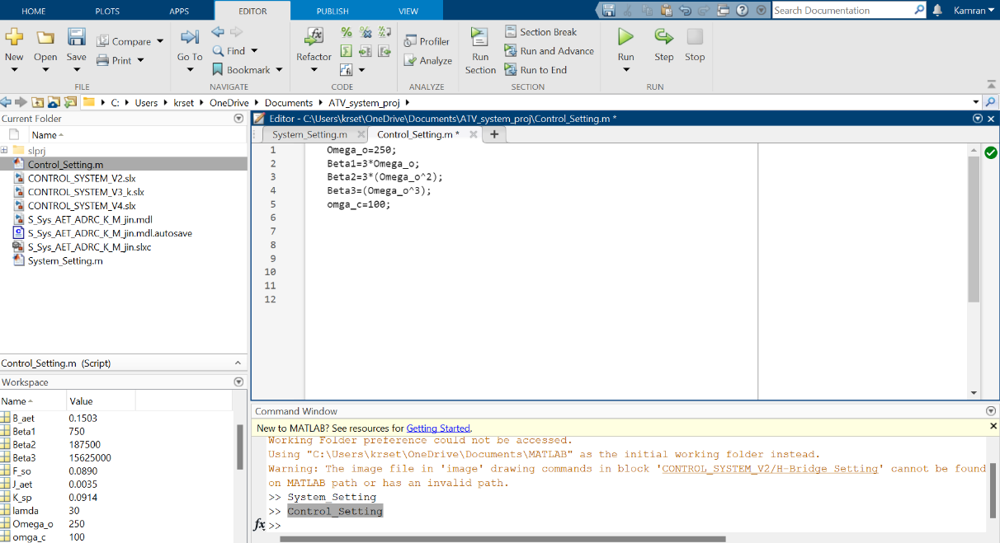 HOME PLOTS APPS EDITOR PUBLISH VIEW Search Documentation Kamran
New Open Save Compare Print Go To Find Bookmark Refactor Profiler Analyze Run Section Section Break Run and Advance Run to End Run Step Stop
FILE NAVIGATE CODE ANALYZE SECTION RUN
C: Users krset OneDrive Documents ATV_system_proj
Current Folder
Name
slprj
Control_Setting.m
CONTROL_SYSTEM_V2.slx
CONTROL_SYSTEM_V3_k.slx
CONTROL_SYSTEM_V4.slx
S_Sys_AET_ADRC_K_M_jin.mdl
S_Sys_AET_ADRC_K_M_jin.mdl.autosave
S_Sys_AET_ADRC_K_M_jin.slxc
System_Setting.m
Control_Setting.m (Script)
Workspace
Name Value
B_aet 0.1503
Beta1 750
Beta2 187500
Beta3 15625000
F_so 0.0890
J_aet 0.0035
K_sp 0.0914
lamda 30
Omega_o 250
omga_c 100
Editor - C:\Users\krset\OneDrive\Documents\ATV_system_proj\Control_Setting.m *
System_Setting.m Control_Setting.m * +
1 Omega_o=250;
2 Beta1=3*Omega_o;
3 Beta2=3*(Omega_o^2);
4 Beta3=(Omega_o^3);
5 omga_c=100;
6
7
8
9
10
11
12
Command Window
New to MATLAB? See resources for Getting Started.
Working Folder preference could not be accessed.
Using "C:\Users\krset\OneDrive\Documents\MATLAB" as the initial working folder instead.
Warning: The image file in 'image' drawing commands in block 'CONTROL_SYSTEM_V2/H-Bridge Setting' cannot be found
on MATLAB path or has an invalid path.
>> System_Setting
>> Control_Setting
fx >>